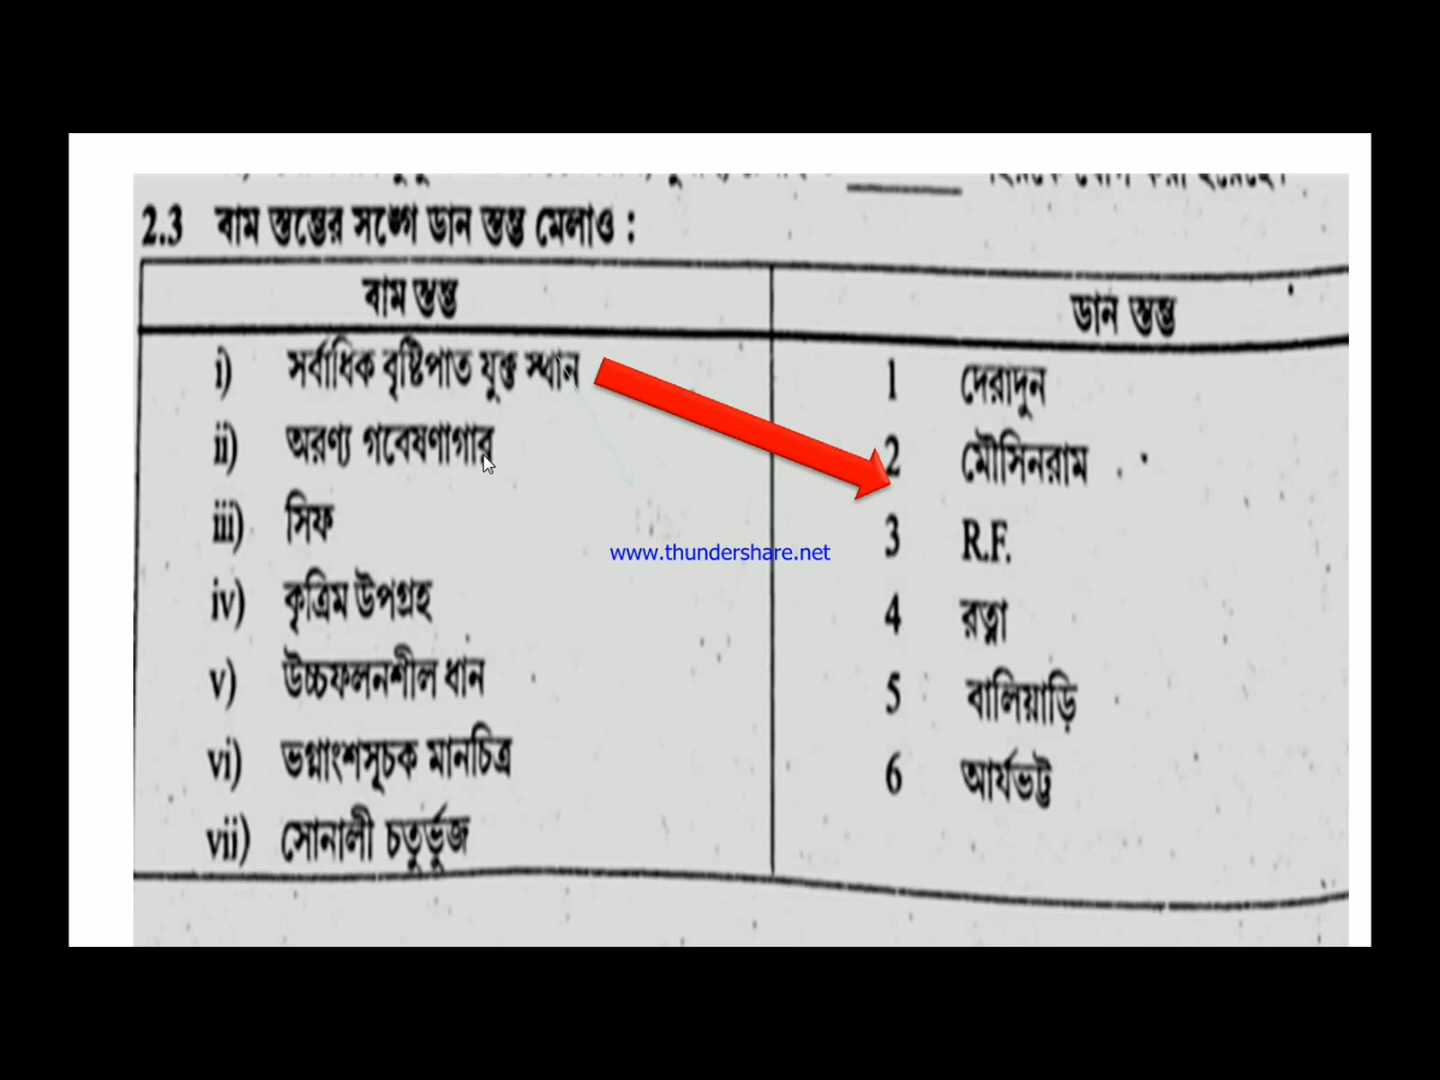 2.3 বাম স্তম্ভের সঙ্গে ডান স্তম্ভ মেলাও :
বাম স্তম্ভ
ডান স্তম্ভ
i) সর্বাধিক বৃষ্টিপাত যুক্ত স্থান
1 দেরাদুন
ii) অরণ্য গবেষণাগার
2 মৌসিনরাম
iii) সিফ
3 R.F.
www.thundershare.net
iv) কৃত্রিম উপগ্রহ
4 রত্না
v) উচ্চফলনশীল ধান
5 বালিয়াড়ি
vi) ভগ্নাংশসূচক মানচিত্র
6 আর্যভট্ট
vii) সোনালী চতুর্ভুজ